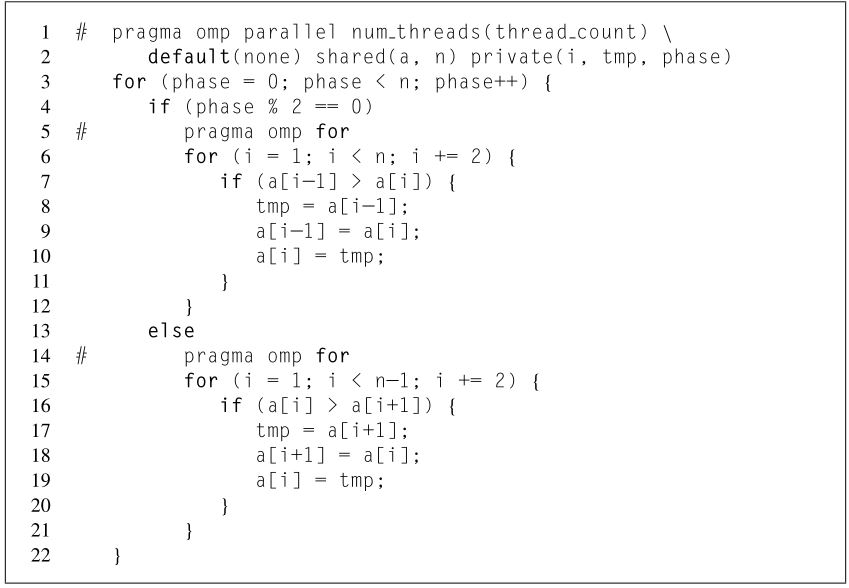 1 # pragma omp parallel num_threads(thread_count) \
2 default(none) shared(a, n) private(i, tmp, phase)
3 for (phase = 0; phase < n; phase++) {
4 if (phase % 2 == 0)
5 # pragma omp for
6 for (i = 1; i < n; i += 2) {
7 if (a[i−1] > a[i]) {
8 tmp = a[i−1];
9 a[i−1] = a[i];
10 a[i] = tmp;
11 }
12 }
13 else
14 # pragma omp for
15 for (i = 1; i < n−1; i += 2) {
16 if (a[i] > a[i+1]) {
17 tmp = a[i+1];
18 a[i+1] = a[i];
19 a[i] = tmp;
20 }
21 }
22 }